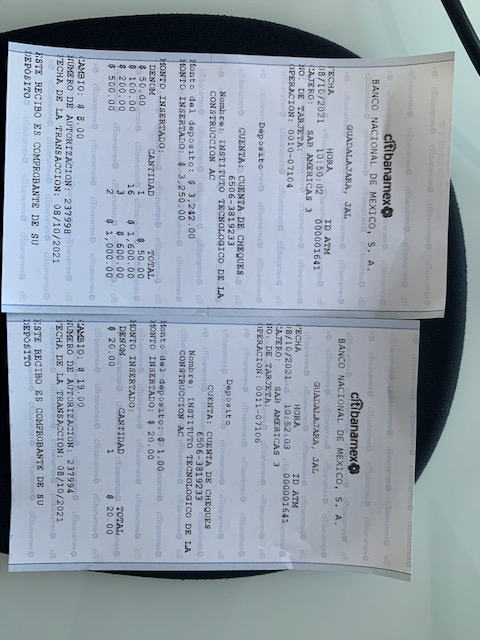 citibanamex
BANCO NACIONAL DE MEXICO, S. A.
GUADALAJARA, JAL
FECHA HORA ID ATM
08/10/2021 10:50:02 000001641
CAJERO: SAB AMERICAS 3
NO. DE TARJETA:
OPERACION: 0010-07104
Deposito
CUENTA: CUENTA DE CHEQUES
6506-3819233
Nombre: INSTITUTO TECNOLOGICO DE LA
CONSTRUCCION AC
Monto del deposito: $ 3,242.00
MONTO INSERTADO: $ 3,250.00
MONTO INSERTADO:
DENOM CANTIDAD TOTAL
$ 50.00 1 $ 50.00
$ 100.00 16 $ 1,600.00
$ 200.00 3 $ 600.00
$ 500.00 2 $ 1,000.00
CAMBIO: $ 8.00
NUMERO DE AUTORIZACION: 237998
FECHA DE LA TRANSACCION: 08/10/2021
ESTE RECIBO ES COMPROBANTE DE SU
DEPOSITO
citibanamex
BANCO NACIONAL DE MEXICO, S. A.
GUADALAJARA, JAL
FECHA HORA ID ATM
08/10/2021 10:52:03 000001641
CAJERO: SAB AMERICAS 3
NO. DE TARJETA:
OPERACION: 0011-07106
Deposito
CUENTA: CUENTA DE CHEQUES
6506-3819233
Nombre: INSTITUTO TECNOLOGICO DE LA
CONSTRUCCION AC
Monto del deposito: $ 1.00
MONTO INSERTADO: $ 20.00
MONTO INSERTADO:
DENOM CANTIDAD TOTAL
$ 20.00 1 $ 20.00
CAMBIO: $ 19.00
NUMERO DE AUTORIZACION: 237994
FECHA DE LA TRANSACCION: 08/10/2021
ESTE RECIBO ES COMPROBANTE DE SU
DEPOSITO